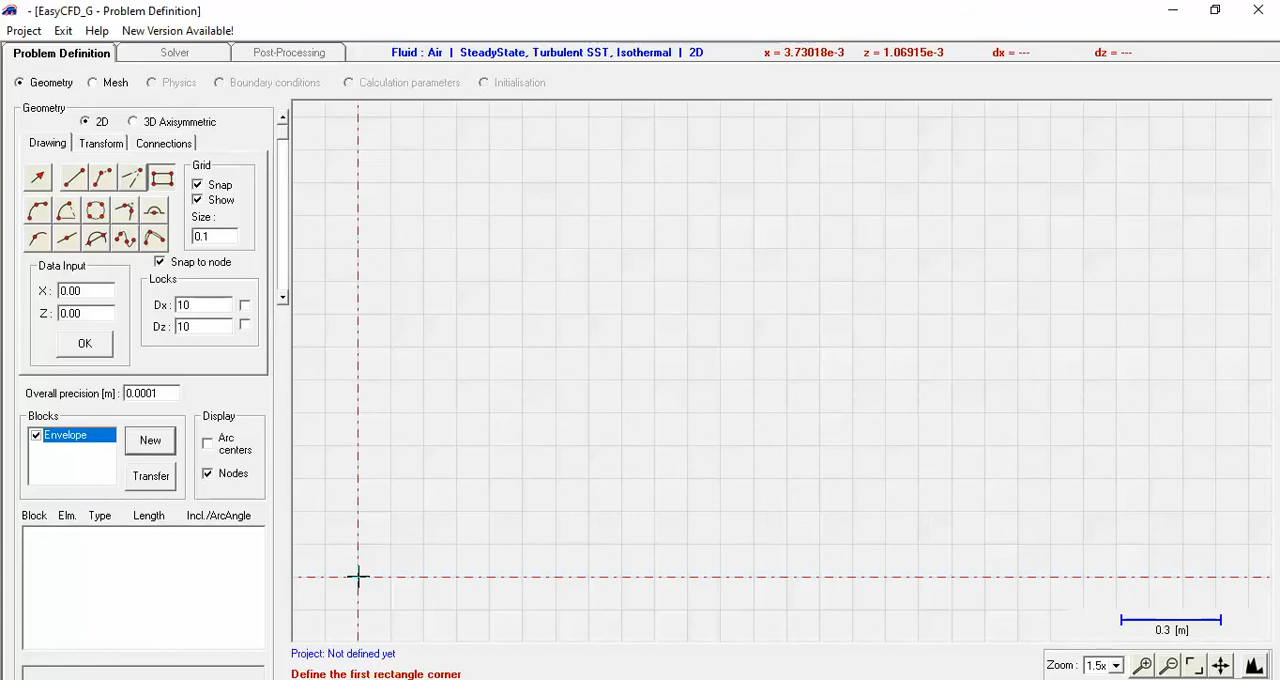 - [EasyCFD_G - Problem Definition]
Project Exit Help New Version Available!
Problem Definition Solver Post-Processing Fluid : Air | SteadyState, Turbulent SST, Isothermal | 2D x = 3.73018e-3 z = 1.06915e-3 dx = --- dz = ---
Geometry Mesh Physics Boundary conditions Calculation parameters Initialisation
Geometry
2D 3D Axisymmetric
Drawing Transform Connections
Grid
Snap
Show
Size :
0.1
Snap to node
Data Input
X : 0.00
Z : 0.00
OK
Locks
Dx : 10
Dz : 10
Overall precision [m] : 0.0001
Blocks
Envelope
New
Transfer
Display
Arc centers
Nodes
Block Elm. Type Length Incl./ArcAngle
0.3 [m]
Project: Not defined yet
Define the first rectangle corner
Zoom : 1.5x